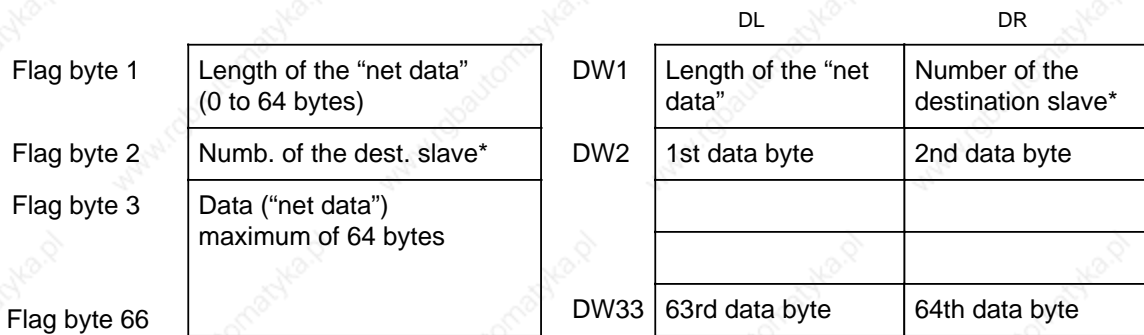 DL DR
Flag byte 1
Length of the “net data”
(0 to 64 bytes)
Flag byte 2
Numb. of the dest. slave*
Flag byte 3
Data (“net data”)
maximum of 64 bytes
Flag byte 66
DW1
Length of the “net
data”
Number of the
destination slave*
DW2
1st data byte
2nd data byte
DW33
63rd data byte
64th data byte
www.rgbautomatyka.pl